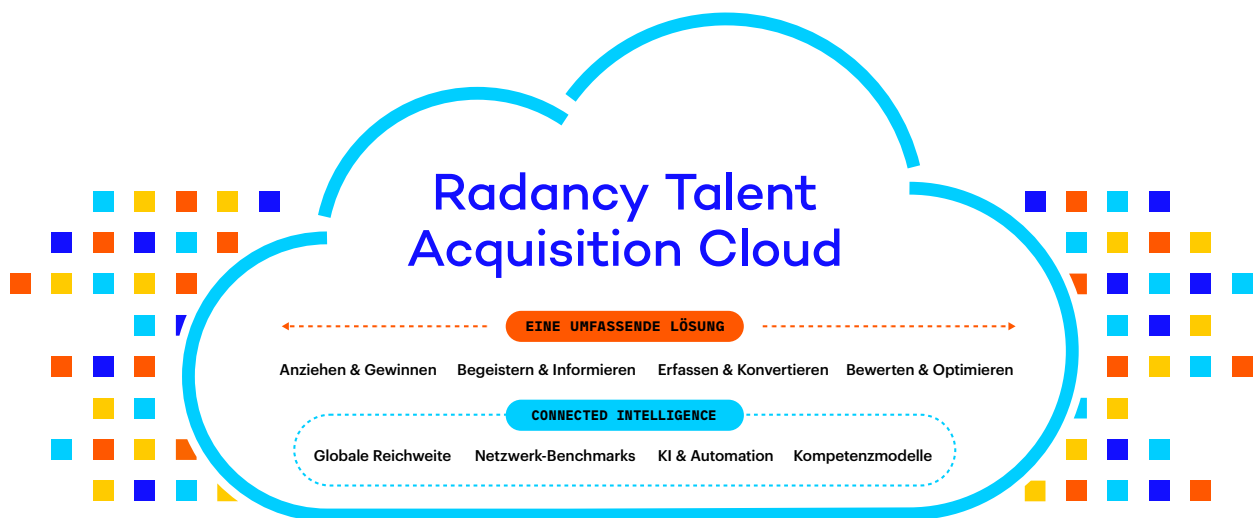 Radancy Talent
Acquisition Cloud
EINE UMFASSENDE LÖSUNG
Anziehen & Gewinnen Begeistern & Informieren Erfassen & Konvertieren Bewerten & Optimieren
CONNECTED INTELLIGENCE
Globale Reichweite Netzwerk-Benchmarks KI & Automation Kompetenzmodelle